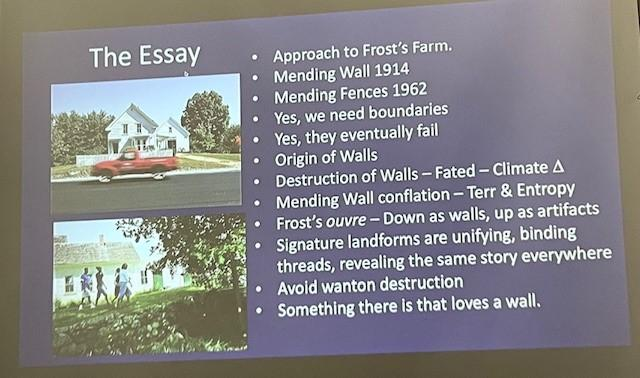 The Essay
• Approach to Frost's Farm.
• Mending Wall 1914
• Mending Fences 1962
• Yes, we need boundaries
• Yes, they eventually fail
• Origin of Walls
• Destruction of Walls – Fated – Climate Δ
• Mending Wall conflation – Terr & Entropy
• Frost's ouvre – Down as walls, up as artifacts
• Signature landforms are unifying, binding
threads, revealing the same story everywhere
• Avoid wanton destruction
• Something there is that loves a wall.